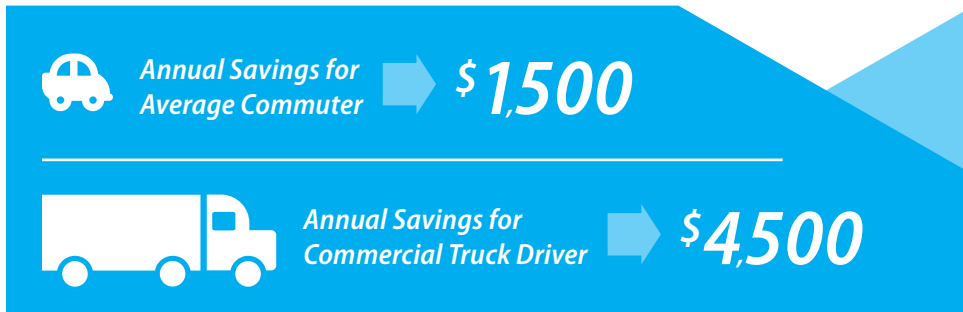 Annual Savings for
Average Commuter
$1,500
Annual Savings for
Commercial Truck Driver
$4,500